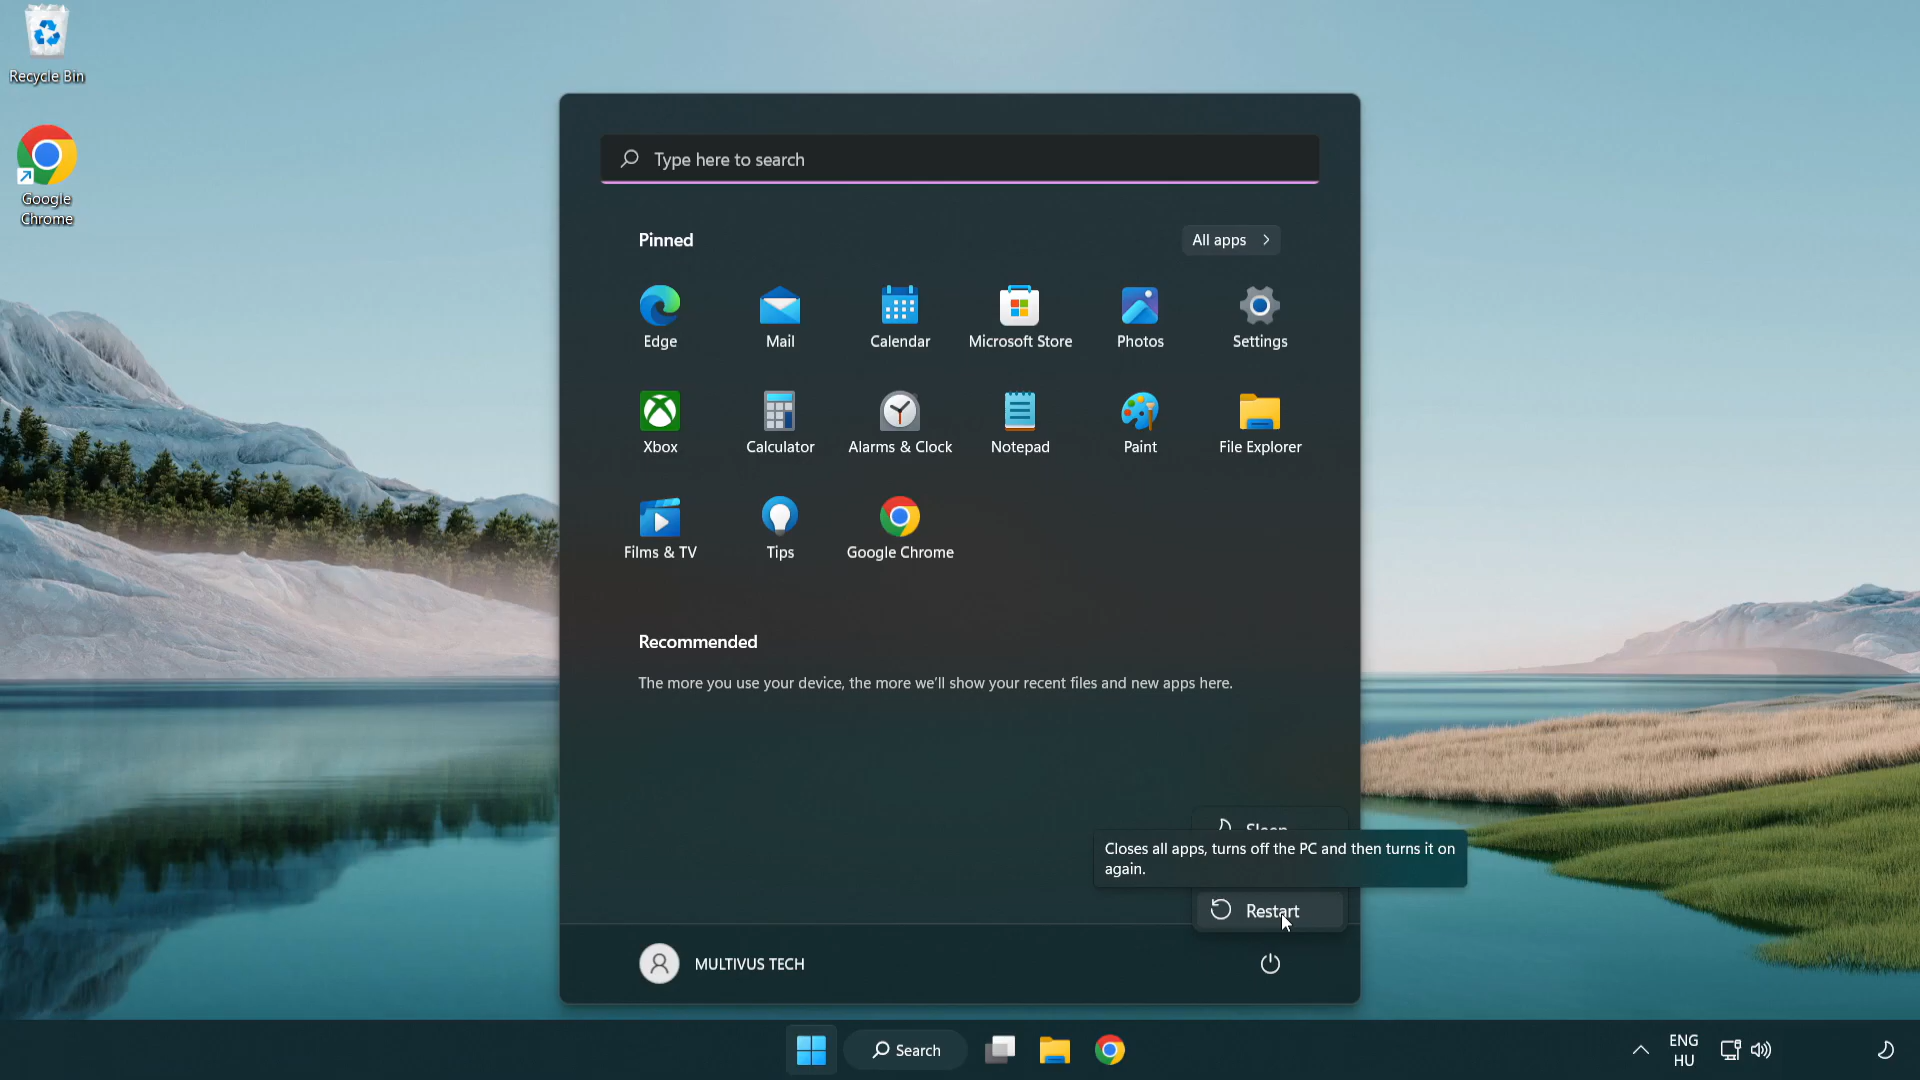 Recycle Bin
Google
Chrome
Type here to search
Pinned
All apps
Edge
Mail
Calendar
Microsoft Store
Photos
Settings
Xbox
Calculator
Alarms & Clock
Notepad
Paint
File Explorer
Films & TV
Tips
Google Chrome
Recommended
The more you use your device, the more we'll show your recent files and new apps here.
Sleep
Closes all apps, turns off the PC and then turns it on
again.
Restart
MULTIVUS TECH
Search
ENG
HU